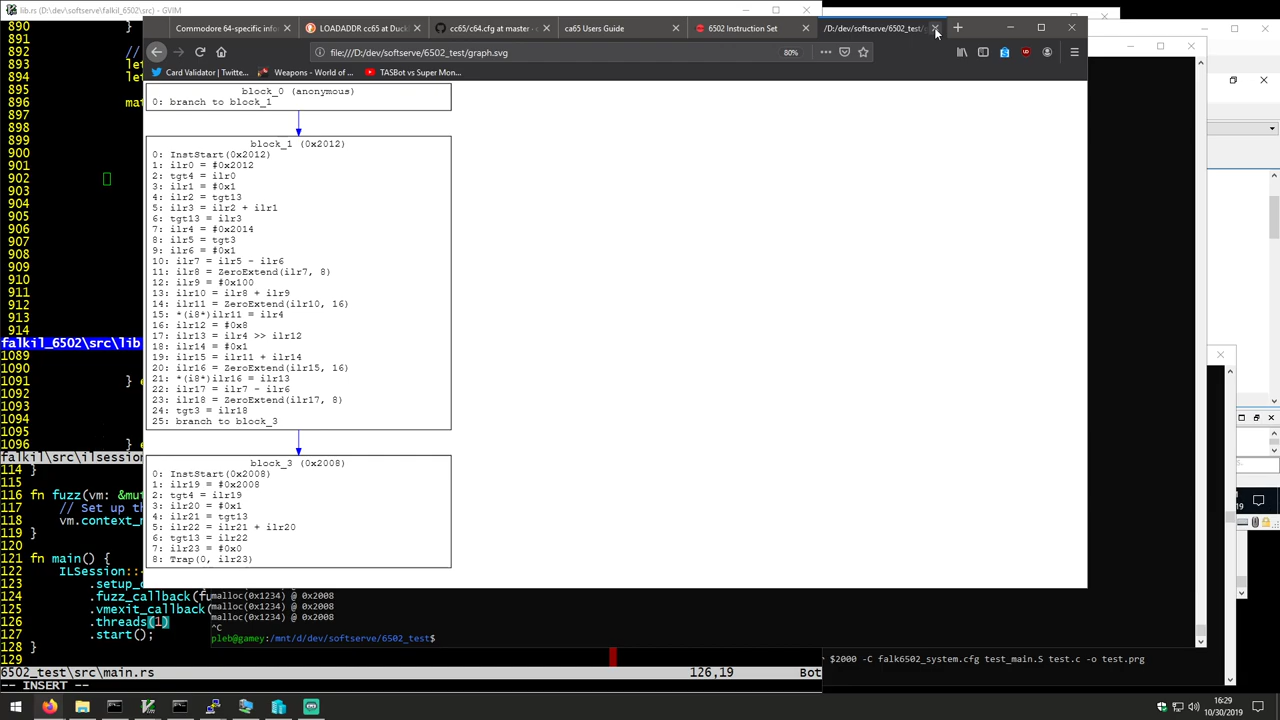 lib.rs (D:\dev\softserve\falkil_6502\src) - GVIM
Commodore 64-specific infor
LOADADDR cc65 at Duck
cc65/c64.cfg at master ·
ca65 Users Guide
6502 Instruction Set
/D:/dev/softserve/6502_test/
file:///D:/dev/softserve/6502_test/graph.svg
80%
Card Validator | Twitte...
Weapons - World of ...
TASBot vs Super Mon...
block_0 (anonymous)
0: branch to block_1
block_1 (0x2012)
0: InstStart(0x2012)
1: ilr0 = #0x2012
2: tgt4 = ilr0
3: ilr1 = #0x1
4: ilr2 = tgt13
5: ilr3 = ilr2 + ilr1
6: tgt13 = ilr3
7: ilr4 = #0x2014
8: ilr5 = tgt3
9: ilr6 = #0x1
10: ilr7 = ilr5 - ilr6
11: ilr8 = ZeroExtend(ilr7, 8)
12: ilr9 = #0x100
13: ilr10 = ilr8 + ilr9
14: ilr11 = ZeroExtend(ilr10, 16)
15: *(i8*)ilr11 = ilr4
16: ilr12 = #0x8
17: ilr13 = ilr4 >> ilr12
18: ilr14 = #0x1
19: ilr15 = ilr11 + ilr14
20: ilr16 = ZeroExtend(ilr15, 16)
21: *(i8*)ilr16 = ilr13
22: ilr17 = ilr7 - ilr6
23: ilr18 = ZeroExtend(ilr17, 8)
24: tgt3 = ilr18
25: branch to block_3
block_3 (0x2008)
0: InstStart(0x2008)
1: ilr19 = #0x2008
2: tgt4 = ilr19
3: ilr20 = #0x1
4: ilr21 = tgt13
5: ilr22 = ilr21 + ilr20
6: tgt13 = ilr22
7: ilr23 = #0x0
8: Trap(0, ilr23)
890 }
891
892 //
893 let
894 let
895
896 ma
897
898
899
900
901
902
903
904
905
906
907
908
909
910
911
912
913
914
falkil_6502\src\lib
1089
1090
1091 } e
1092
1093
1094
1095
1096 } e
falkil\src\ilsession
114 }
115
116 fn fuzz(vm: &mut
117 // Set up th
118 vm.context_m
119 }
120
121 fn main() {
122 ILSession::
123 .setup_c
124 .fuzz_callback(fu
125 .vmexit_callback(
126 .threads(1)
127 .start();
128 }
129
6502_test\src\main.rs 126,19 Bot
-- INSERT --
malloc(0x1234) @ 0x2008
malloc(0x1234) @ 0x2008
malloc(0x1234) @ 0x2008
^C
pleb@gamey:/mnt/d/dev/softserve/6502_test$
$2000 -C falk6502_system.cfg test_main.S test.c -o test.prg
16:29
10/30/2019